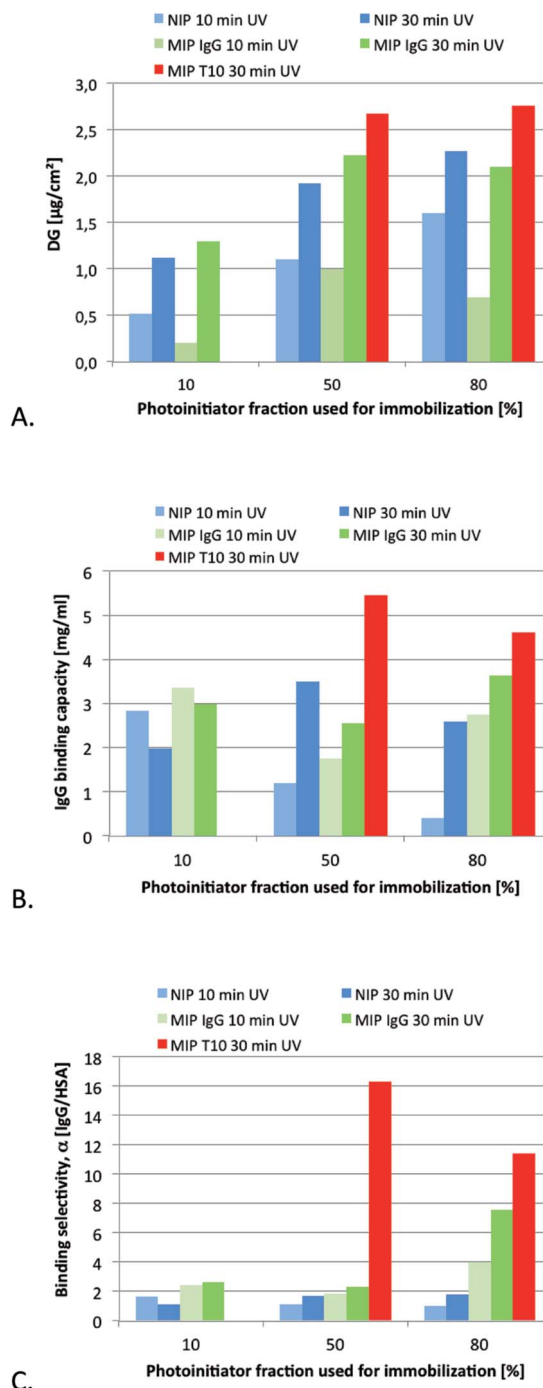 NIP 10 min UV NIP 30 min UV
MIP IgG 10 min UV MIP IgG 30 min UV
MIP T10 30 min UV
DG [µg/cm²]
3,0
2,5
2,0
1,5
1,0
0,5
0,0
10 50 80
Photoinitiator fraction used for immobilization [%]
A.
NIP 10 min UV NIP 30 min UV
MIP IgG 10 min UV MIP IgG 30 min UV
MIP T10 30 min UV
IgG binding capacity [mg/ml]
6
5
4
3
2
1
0
10 50 80
Photoinitiator fraction used for immobilization [%]
B.
NIP 10 min UV NIP 30 min UV
MIP IgG 10 min UV MIP IgG 30 min UV
MIP T10 30 min UV
Binding selectivity, α [IgG/HSA]
18
16
14
12
10
8
6
4
2
0
10 50 80
Photoinitiator fraction used for immobilization [%]
C.